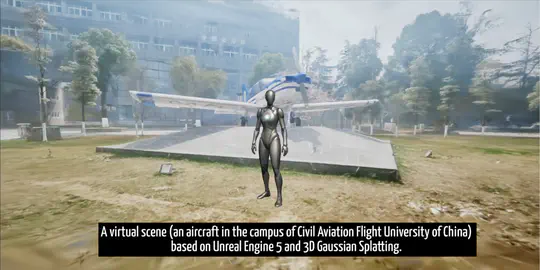 A virtual scene (an aircraft in the campus of Civil Aviation Flight University of China)
based on Unreal Engine 5 and 3D Gaussian Splatting.